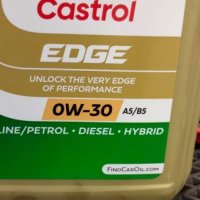 Castrol
EDGE
UNLOCK THE VERY EDGE
OF PERFORMANCE
0W-30 A5/B5
LINE/PETROL • DIESEL • HYBRID
FINDCAROIL.COM